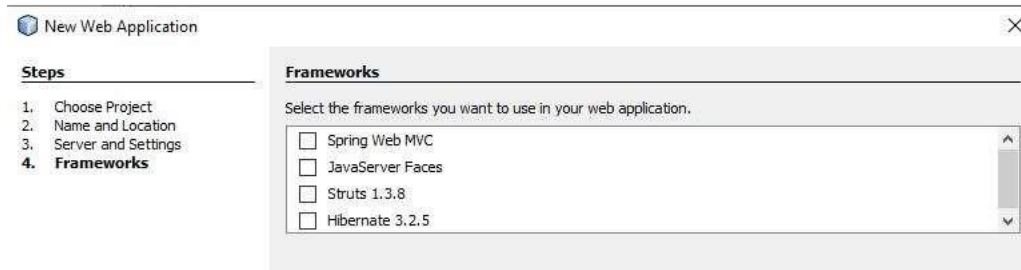 New Web Application
Steps
1. Choose Project
2. Name and Location
3. Server and Settings
4. Frameworks
Frameworks
Select the frameworks you want to use in your web application.
Spring Web MVC
JavaServer Faces
Struts 1.3.8
Hibernate 3.2.5